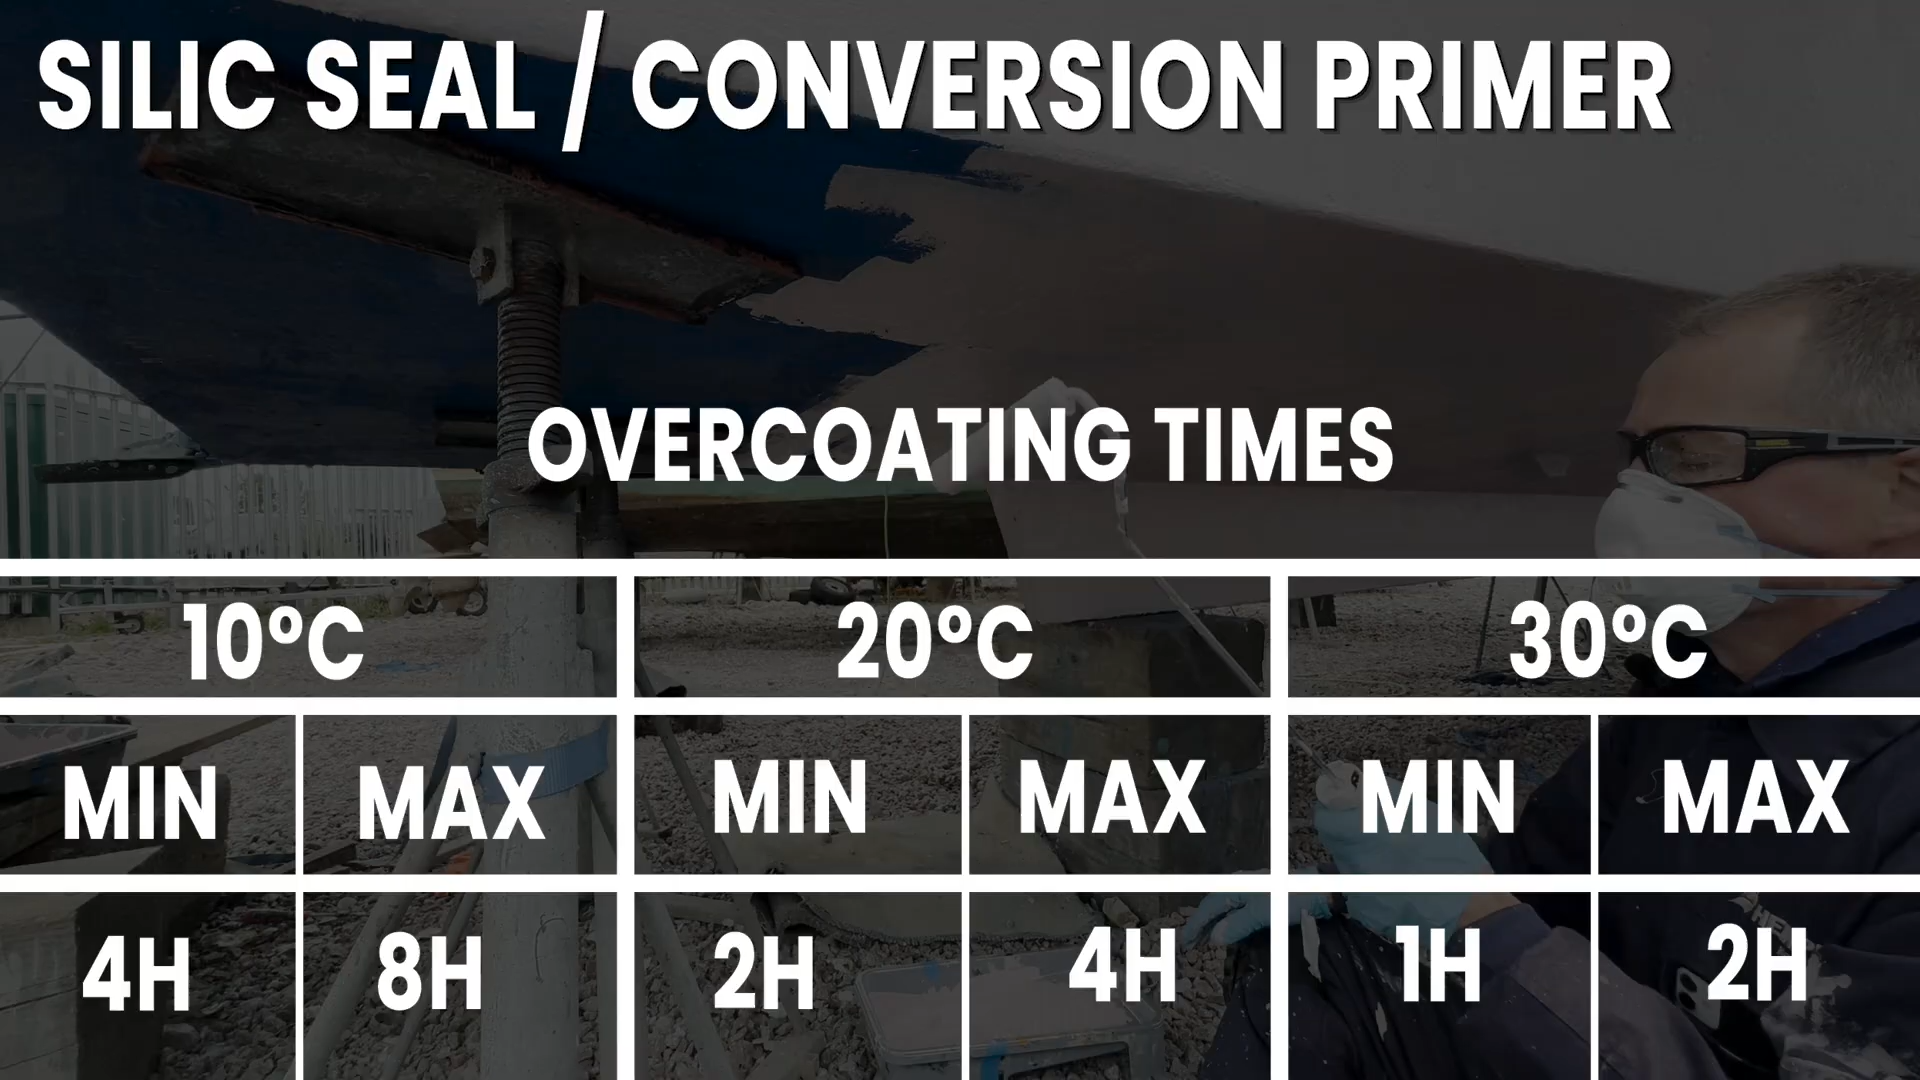 SILIC SEAL / CONVERSION PRIMER
OVERCOATING TIMES
10°C 20°C 30°C
MIN MAX MIN MAX MIN MAX
4H 8H 2H 4H 1H 2H